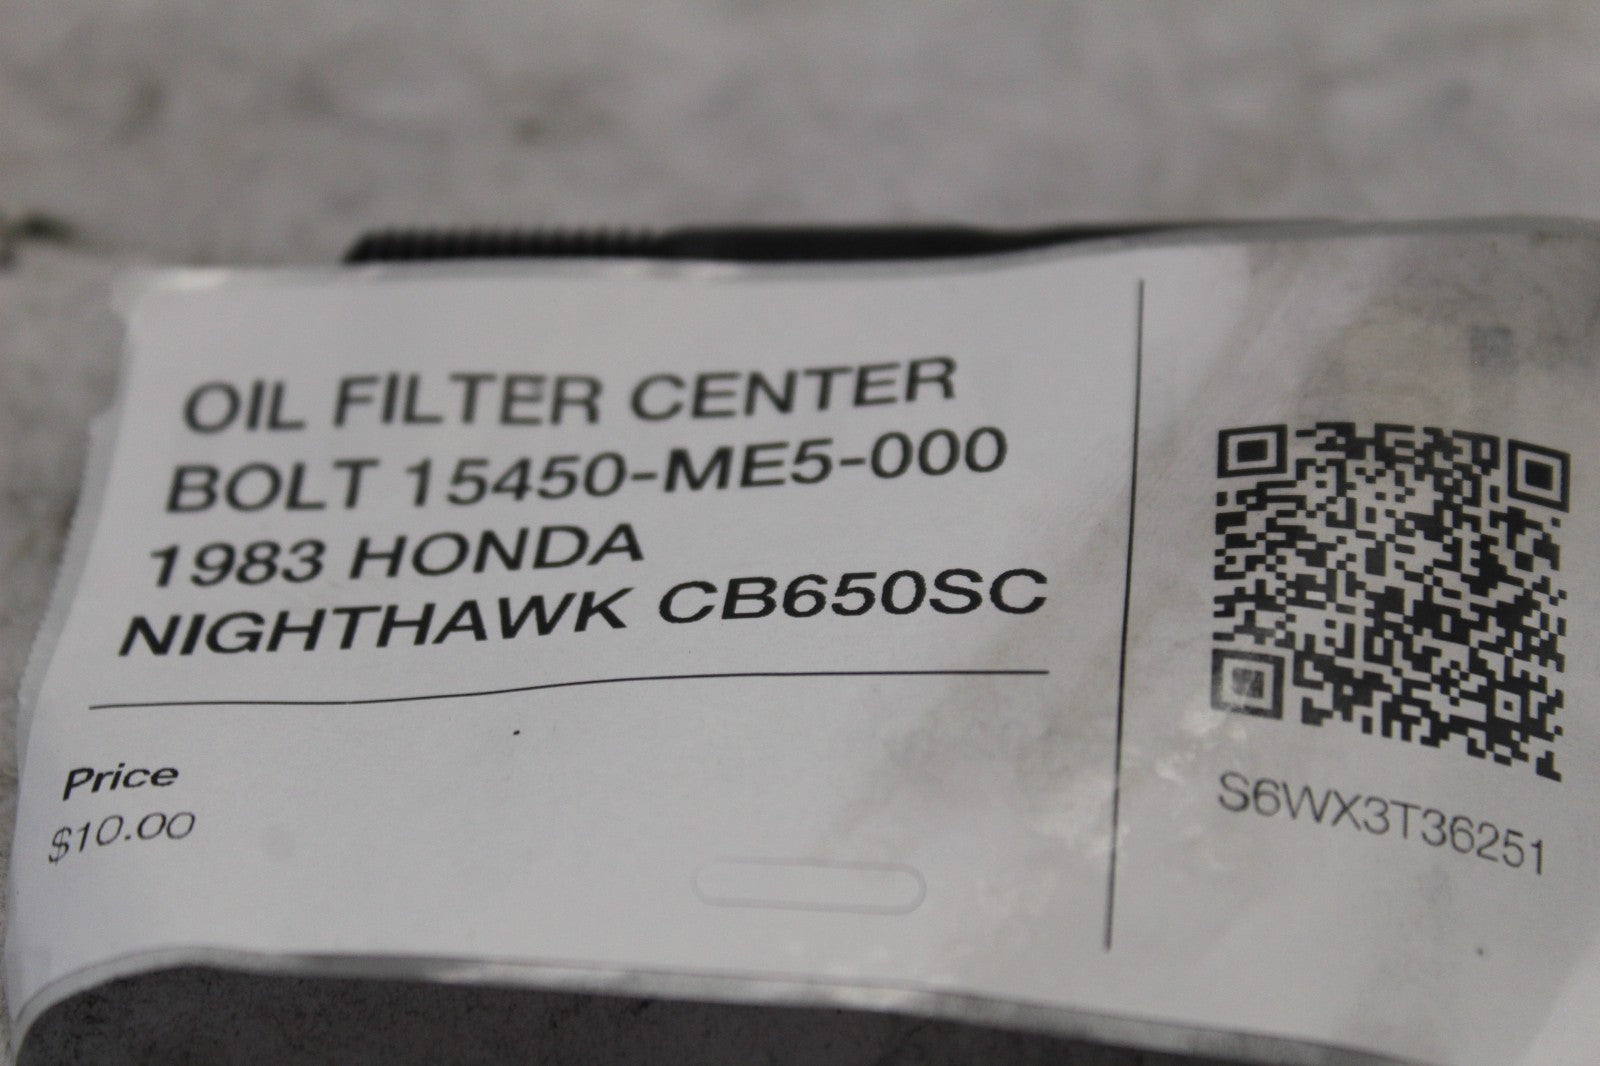 OIL FILTER CENTER
BOLT 15450-ME5-000
1983 HONDA
NIGHTHAWK CB650SC
Price
$10.00
S6WX3T36251